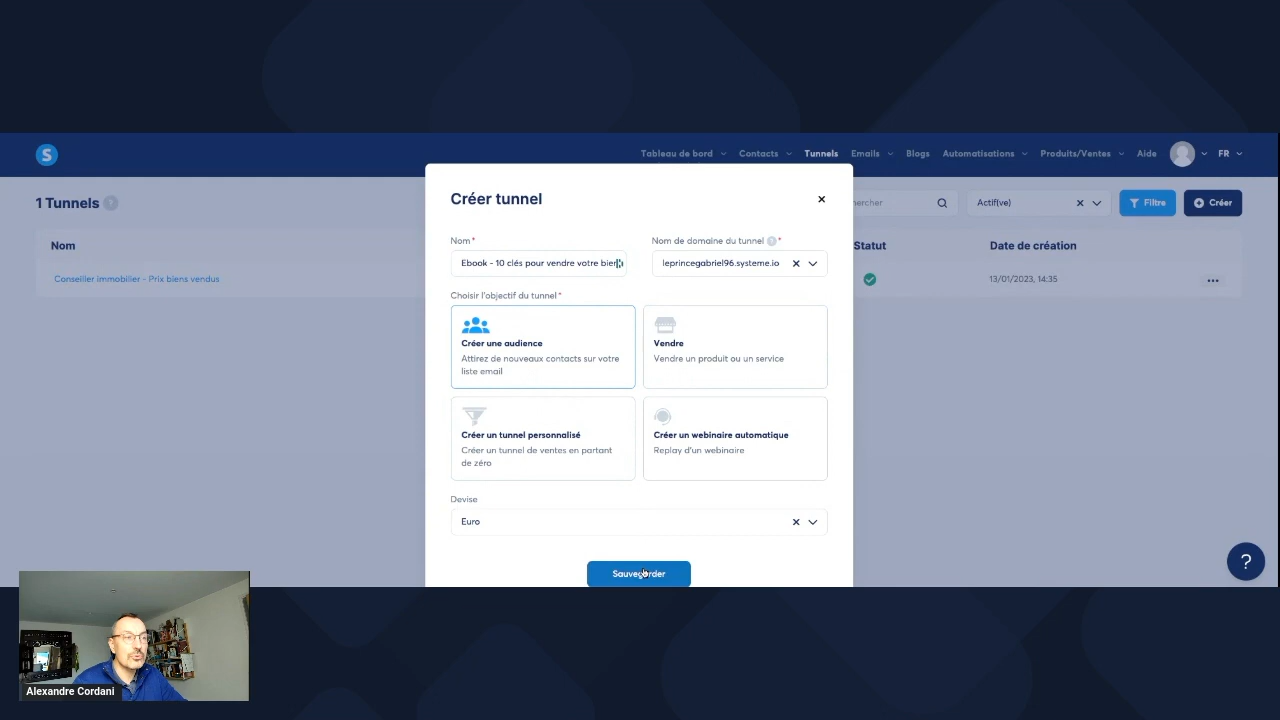 S
Tableau de bord
Contacts
Tunnels
Emails
Blogs
Automatisations
Produits/Ventes
Aide
FR
1 Tunnels ?
Actif(ve)
Filtre
Créer
Nom
Statut
Date de création
Conseiller immobilier - Prix biens vendus
13/01/2023, 14:35
Créer tunnel
Nom *
Nom de domaine du tunnel ? *
Ebook - 10 clés pour vendre votre bien
leprincegabriel96.systeme.io
Choisir l'objectif du tunnel *
Créer une audience
Attirez de nouveaux contacts sur votre
liste email
Vendre
Vendre un produit ou un service
Créer un tunnel personnalisé
Créer un tunnel de ventes en partant
de zéro
Créer un webinaire automatique
Replay d'un webinaire
Devise
Euro
Sauvegarder
?
Alexandre Cordani